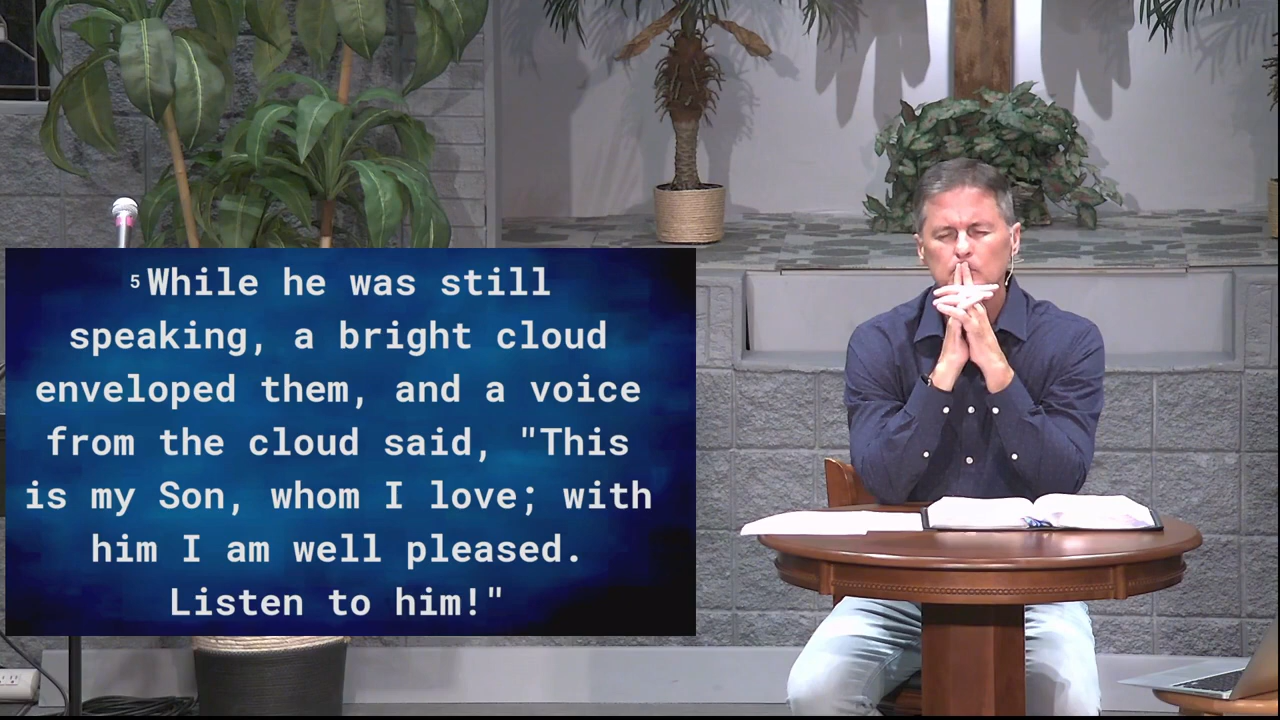 5 While he was still
speaking, a bright cloud
enveloped them, and a voice
from the cloud said, "This
is my Son, whom I love; with
him I am well pleased.
Listen to him!"